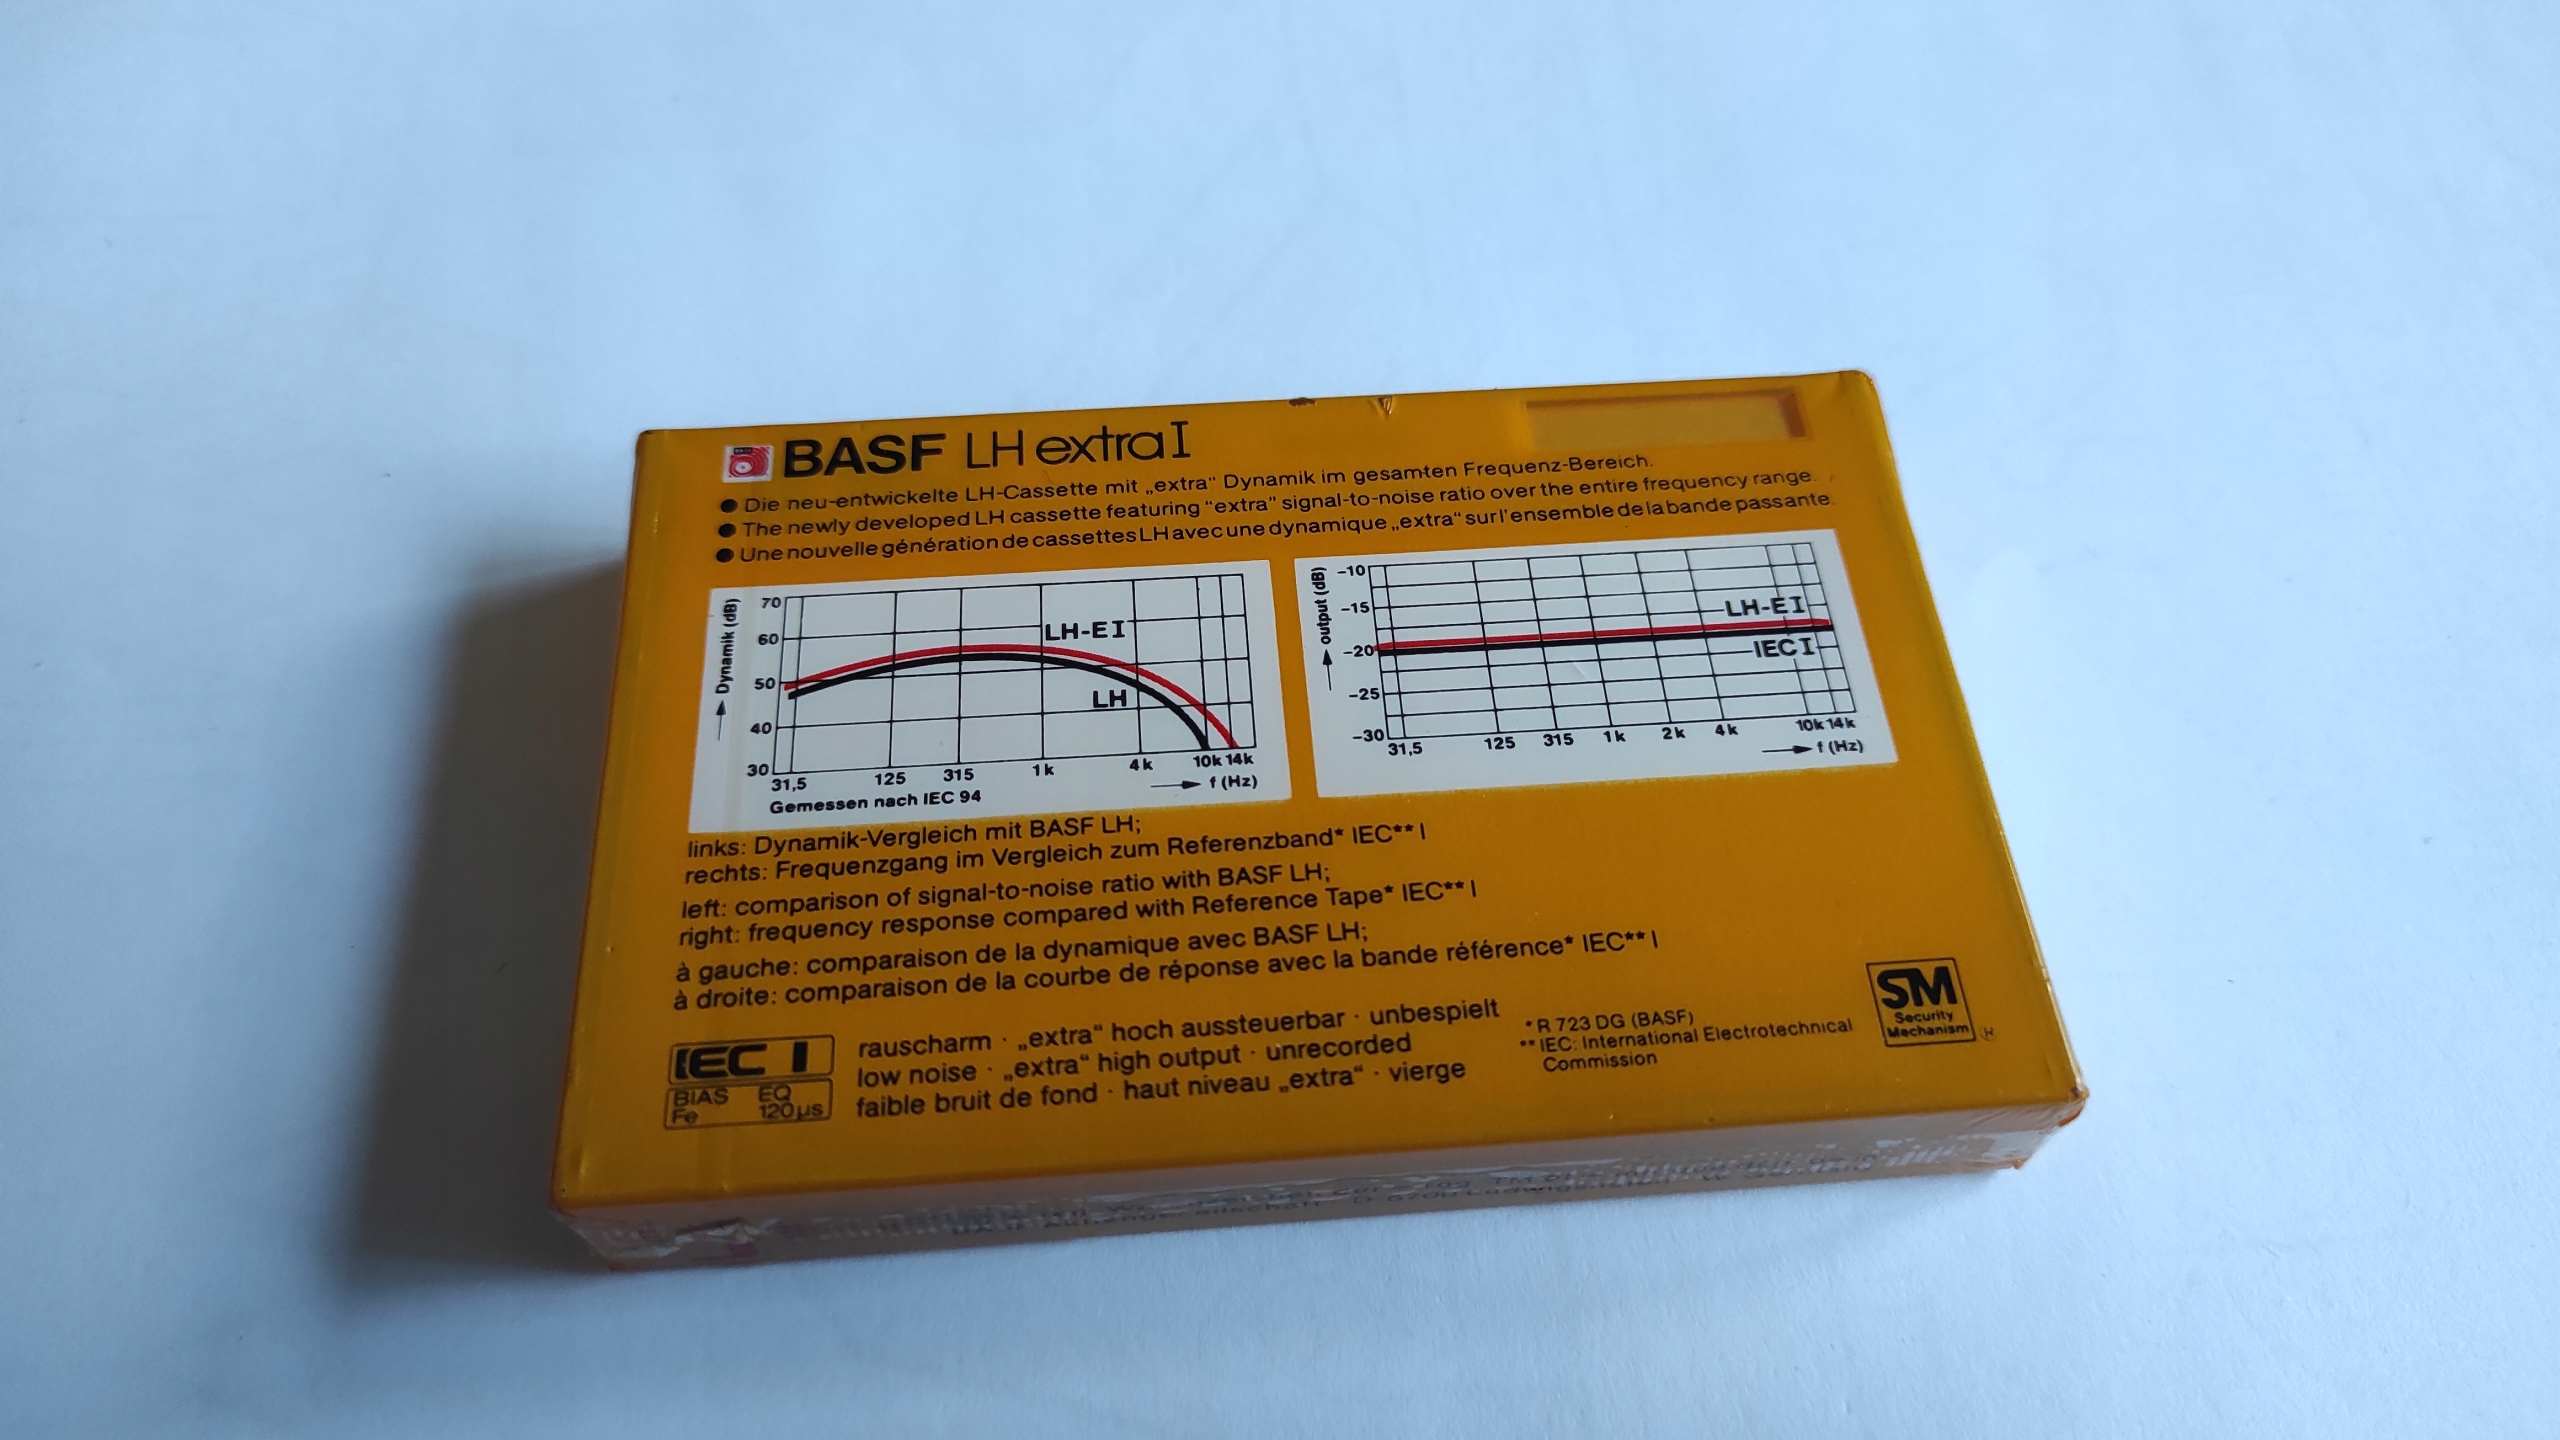 BASF LH extra I
● Die neu-entwickelte LH-Cassette mit „extra“ Dynamik im gesamten Frequenz-Bereich.
● The newly developed LH cassette featuring “extra” signal-to-noise ratio over the entire frequency range.
● Une nouvelle génération de cassettes LH avec une dynamique „extra“ sur l'ensemble de la bande passante.
Dynamik (dB)
70
60
50
40
30
LH-E I
LH
31,5 125 315 1k 4k 10k 14k
Gemessen nach IEC 94
f (Hz)
output (dB)
-10
-15
-20
-25
-30
LH-E I
IEC I
31,5 125 315 1k 2k 4k 10k 14k
f (Hz)
links: Dynamik-Vergleich mit BASF LH;
rechts: Frequenzgang im Vergleich zum Referenzband* IEC** I
left: comparison of signal-to-noise ratio with BASF LH;
right: frequency response compared with Reference Tape* IEC** I
à gauche: comparaison de la dynamique avec BASF LH;
à droite: comparaison de la courbe de réponse avec la bande référence* IEC** I
IEC I
BIAS EQ
Fe 120µs
rauscharm · „extra“ hoch aussteuerbar · unbespielt
low noise · „extra“ high output · unrecorded
faible bruit de fond · haut niveau „extra“ · vierge
* R 723 DG (BASF)
** IEC: International Electrotechnical
Commission
SM
Security
Mechanism